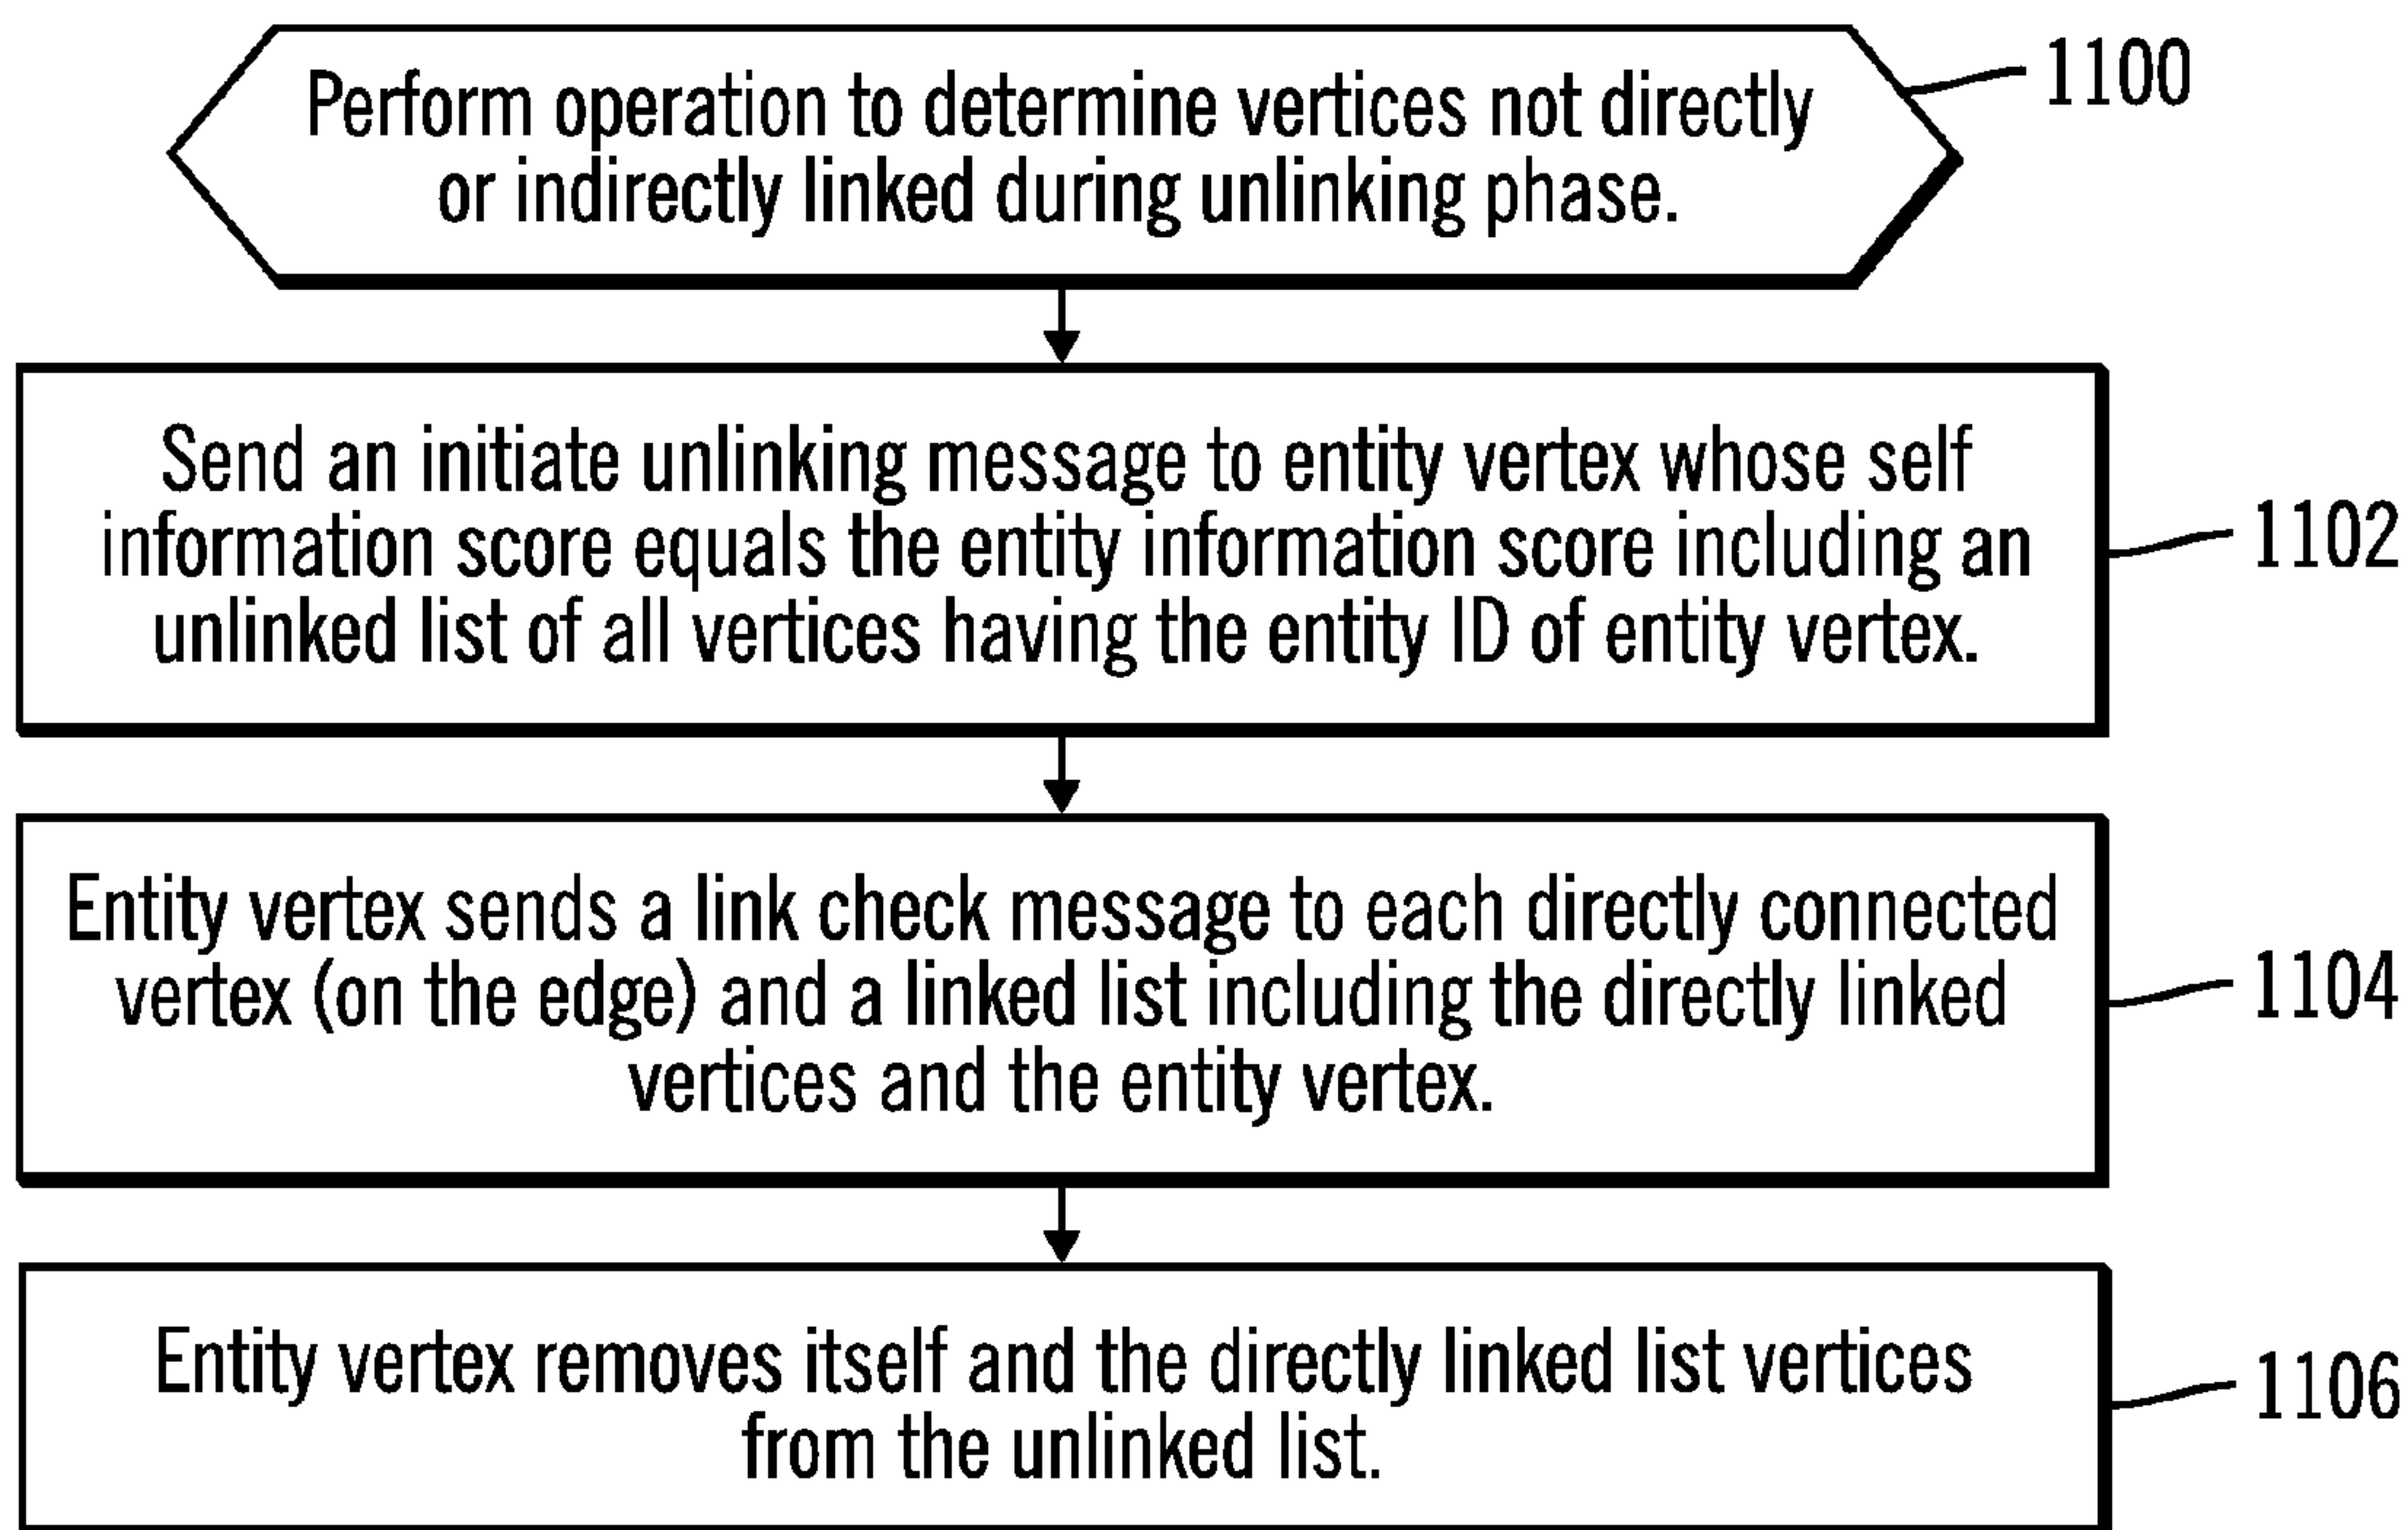 Perform operation to determine vertices not directly
or indirectly linked during unlinking phase.
1100
Send an initiate unlinking message to entity vertex whose self
information score equals the entity information score including an
unlinked list of all vertices having the entity ID of entity vertex.
1102
Entity vertex sends a link check message to each directly connected
vertex (on the edge) and a linked list including the directly linked
vertices and the entity vertex.
1104
Entity vertex removes itself and the directly linked list vertices
from the unlinked list.
1106